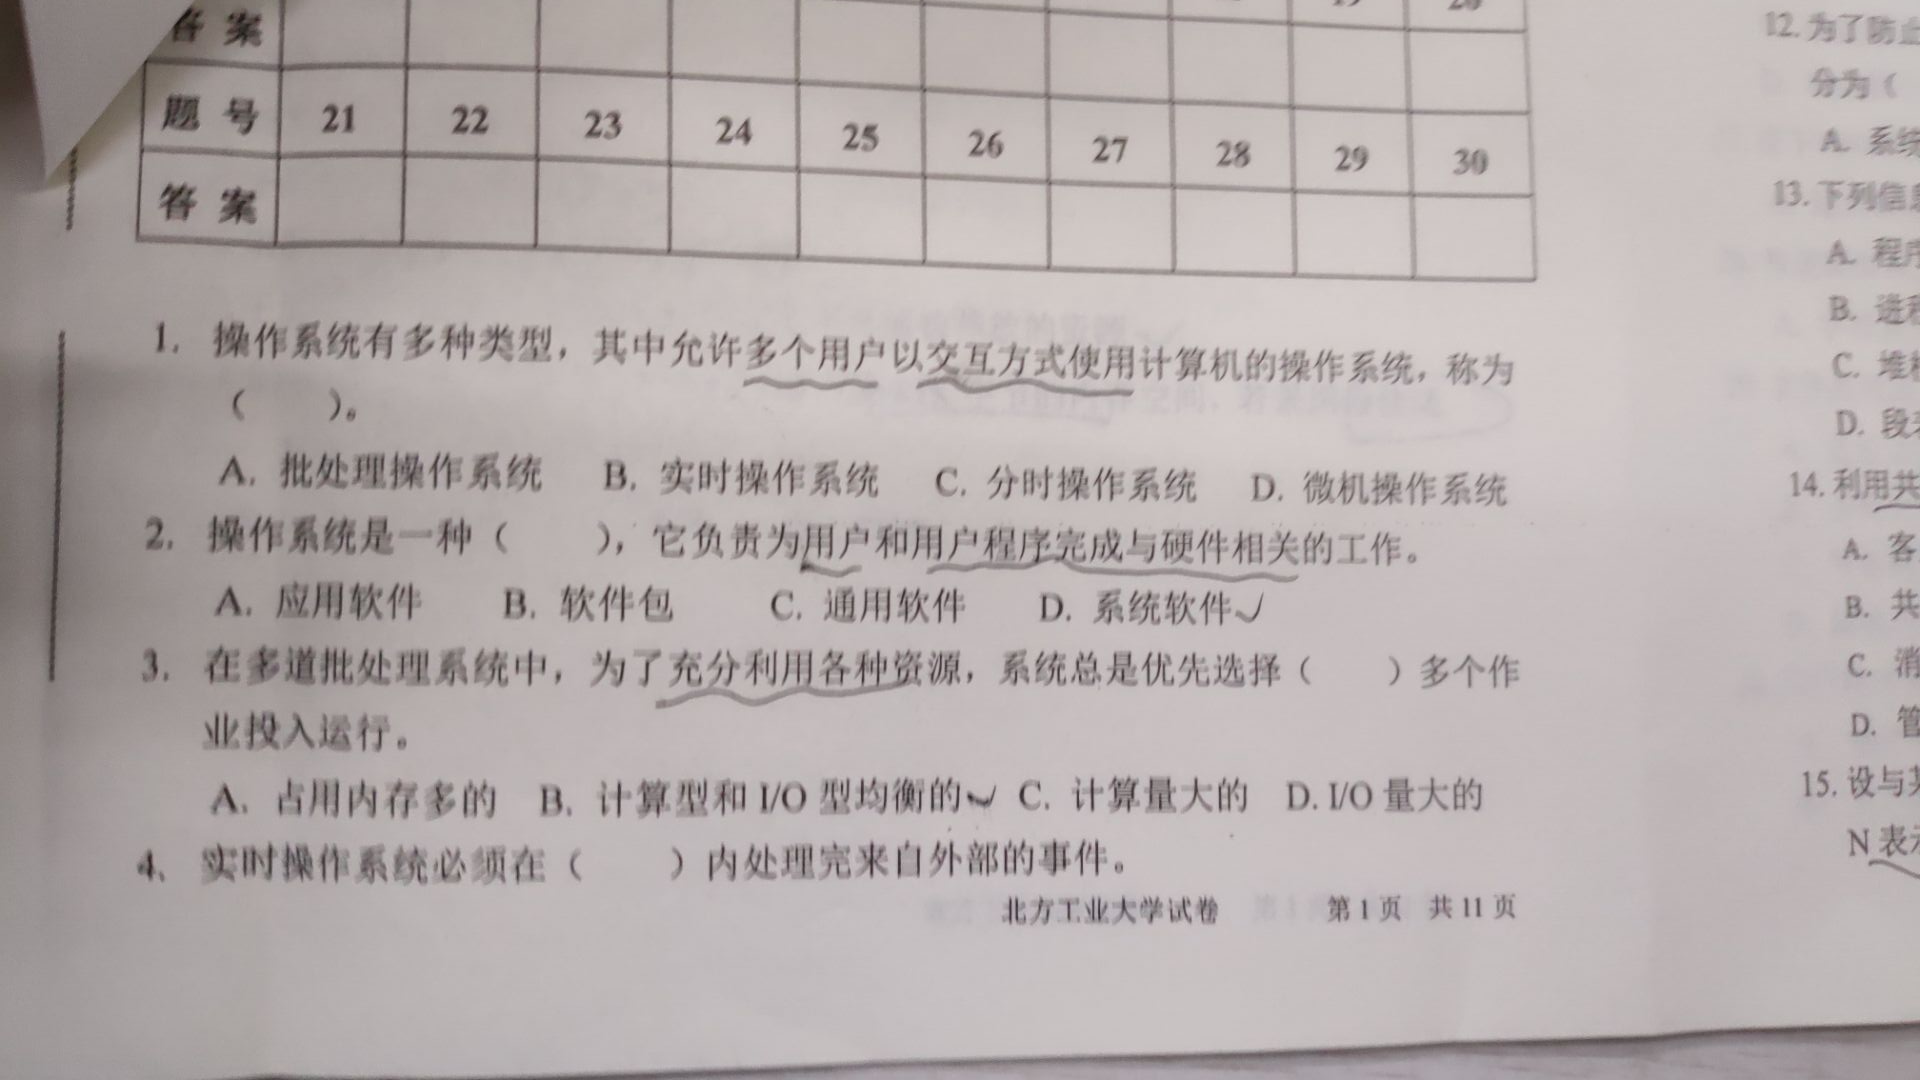 答 案
题 号 21 22 23 24 25 26 27 28 29 30
答 案
1. 操作系统有多种类型，其中允许多个用户以交互方式使用计算机的操作系统，称为
（ ）。
A. 批处理操作系统 B. 实时操作系统 C. 分时操作系统 D. 微机操作系统
2. 操作系统是一种（ ），它负责为用户和用户程序完成与硬件相关的工作。
A. 应用软件 B. 软件包 C. 通用软件 D. 系统软件✓
3. 在多道批处理系统中，为了充分利用各种资源，系统总是优先选择（ ）多个作
业投入运行。
A. 占用内存多的 B. 计算型和 I/O 型均衡的✓ C. 计算量大的 D. I/O 量大的
4、实时操作系统必须在（ ）内处理完来自外部的事件。
北方工业大学试卷 第 1 页 共 11 页
12. 为了防止
分为（
A. 系统
13. 下列信息
A. 程序
B. 进程
C. 堆栈
D. 段
14. 利用共
A. 客
B. 共
C. 消
D. 管
15. 设与某
N 表示